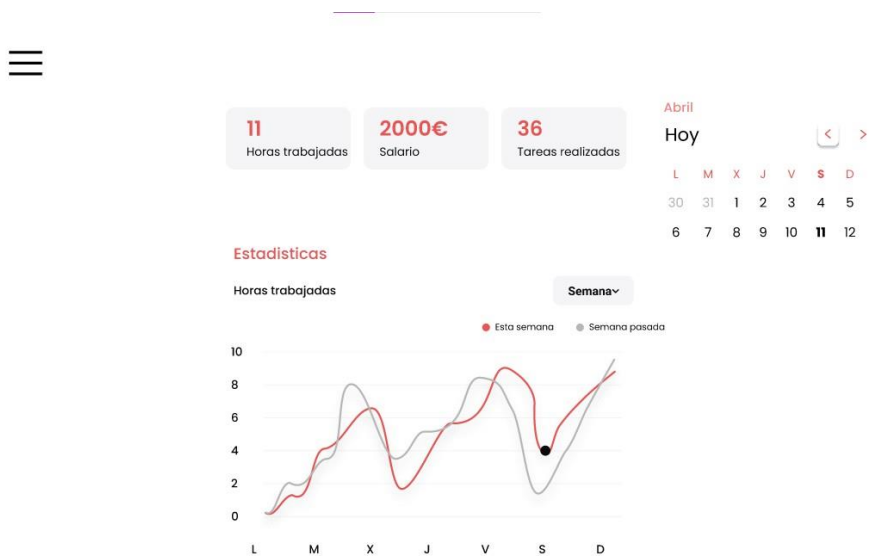 11
Horas trabajadas
2000€
Salario
36
Tareas realizadas
Abril
Hoy
< >
L M X J V S D
30 31 1 2 3 4 5
6 7 8 9 10 11 12
Estadisticas
Horas trabajadas
Semana
Esta semana Semana pasada
10
8
6
4
2
0
L M X J V S D